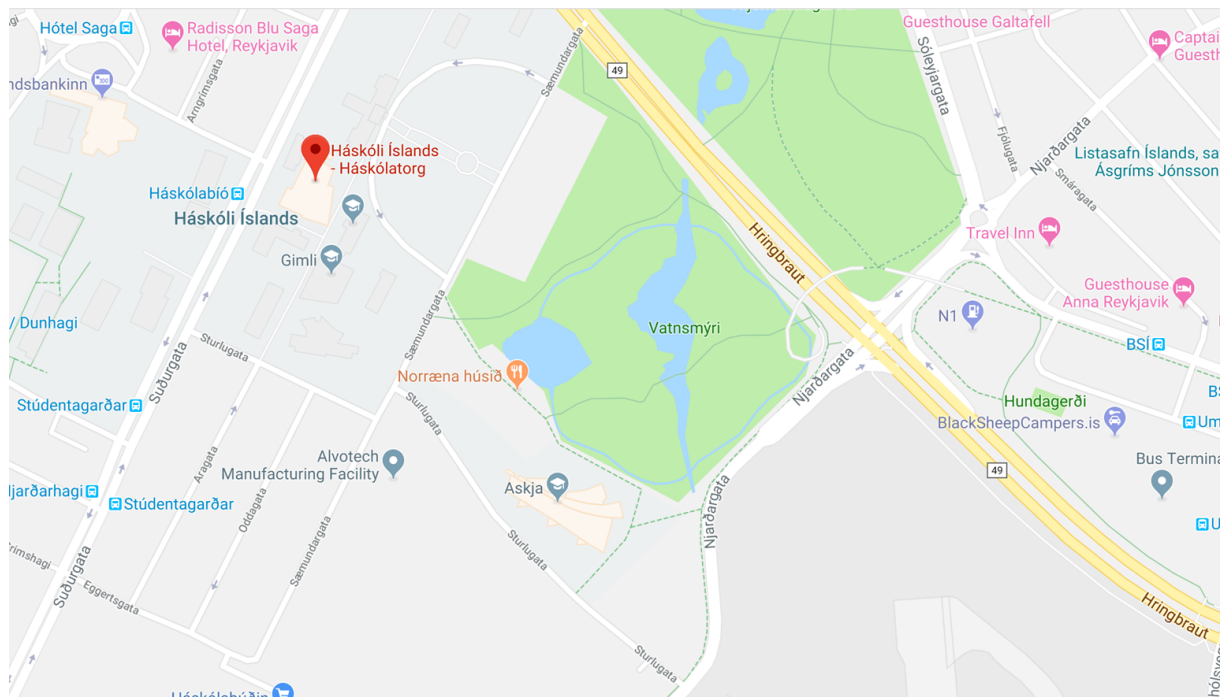 Hótel Saga
Radisson Blu Saga
Hotel, Reykjavik
Guesthouse Galtafell
49
Sæmundargata
Sóleyjargata
ndsbankinn
Arngrímsgata
Fjólugata
Njarðargata
Háskóli Íslands
- Háskólatorg
Listasafn Íslands, sa
Ásgríms Jónsson
Smáragata
Háskólabíó
Háskóli Íslands
Travel Inn
Hringbraut
Gimli
Guesthouse
Anna Reykjavik
N1
/ Dunhagi
Sæmundargata
Vatnsmýri
BSÍ
Sturlugata
Suðurgata
Norræna húsið
Njarðargata
Stúdentagarðar
Sturlugata
Hundagerði
BlackSheepCampers.is
Um
Alvotech
Manufacturing Facility
Aragata
49
Bus Termina
Askja
jarðarhagi
Stúdentagarðar
Oddagata
Njarðargata
Sæmundargata
Sturlugata
rímshagi
Suðurgata
Eggertsgata
Hringbraut
Sturlugata
Háskólabúðin